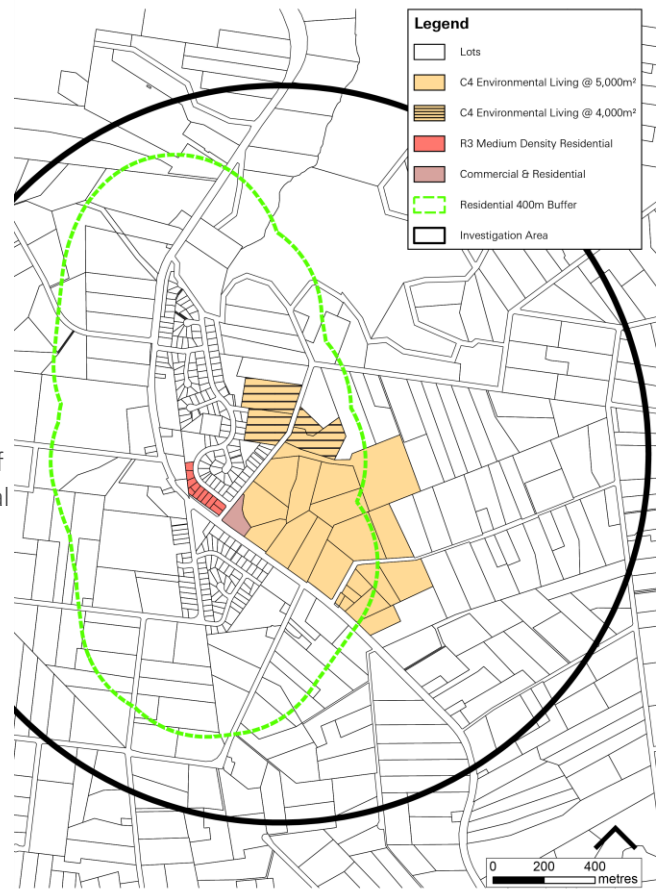 Legend
Lots
C4 Environmental Living @ 5,000m²
C4 Environmental Living @ 4,000m²
R3 Medium Density Residential
Commercial & Residential
Residential 400m Buffer
Investigation Area
f
al
0 200 400
metres